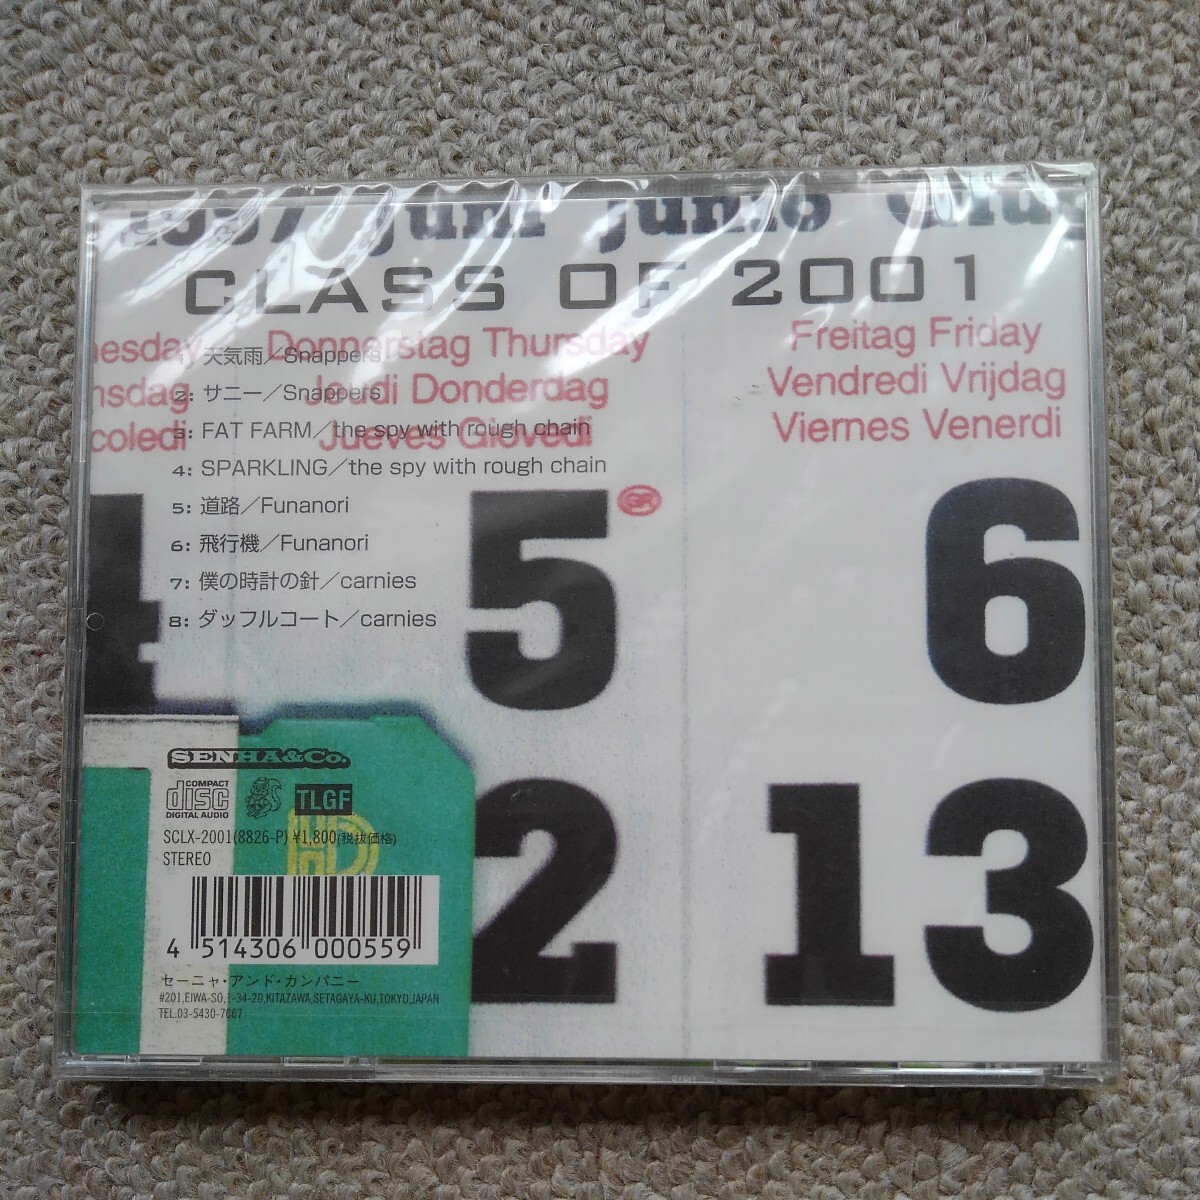 1997 juni juni
CLASS OF 2001
Donnerstag Thursday
Jeudi Donderdag
Jueves Giovedi
Freitag Friday
Vendredi Vrijdag
Viernes Venerdi
天気雨／Snappers
2: サニー／Snappers
3: FAT FARM／the spy with rough chain
4: SPARKLING／the spy with rough chain
5: 道路／Funanori
6: 飛行機／Funanori
7: 僕の時計の針／carnies
8: ダッフルコート／carnies
4 5 6
2 13
SENHA&Co.
COMPACT
disc
DIGITAL AUDIO
TLGF
SCLX-2001(8826-P) ¥1,800(税抜価格)
STEREO
HD
4 514306 000559
セーニャ・アンド・カンパニー
#201,EIWA-SO,1-34-20,KITAZAWA,SETAGAYA-KU,TOKYO,JAPAN
TEL.03-5430-7667